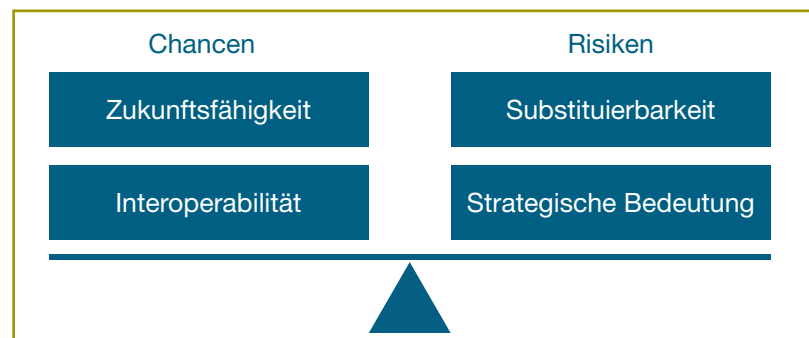 Chancen
Risiken
Zukunftsfähigkeit
Substituierbarkeit
Interoperabilität
Strategische Bedeutung